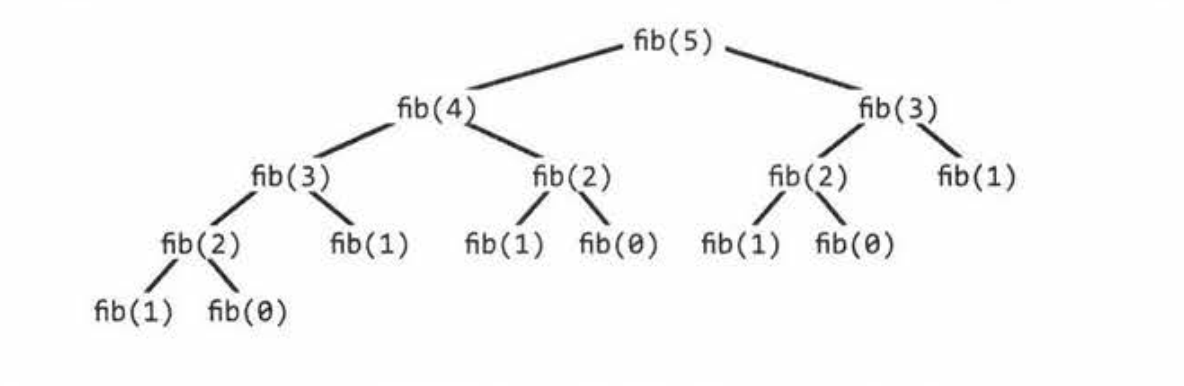 fib(5)
fib(4) fib(3)
fib(3) fib(2) fib(2) fib(1)
fib(2) fib(1) fib(1) fib(0) fib(1) fib(0)
fib(1) fib(0)